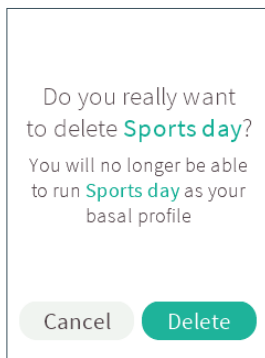 Do you really want
to delete Sports day?
You will no longer be able
to run Sports day as your
basal profile
Cancel
Delete